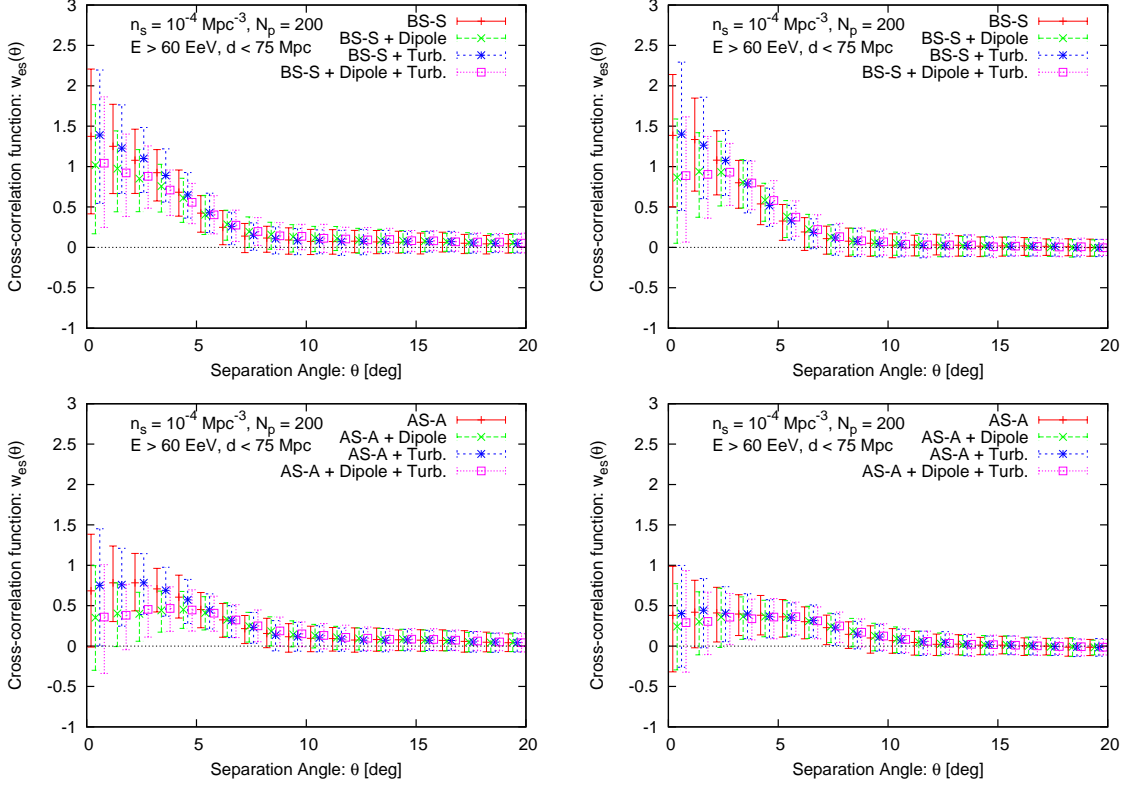 n_s = 10^-4 Mpc^-3, N_p = 200
E > 60 EeV, d < 75 Mpc
BS-S
BS-S + Dipole
BS-S + Turb.
BS-S + Dipole + Turb.
Cross-correlation function: w_es(θ)
3
2.5
2
1.5
1
0.5
0
-0.5
-1
0 5 10 15 20
Separation Angle: θ [deg]
n_s = 10^-4 Mpc^-3, N_p = 200
E > 60 EeV, d < 75 Mpc
BS-S
BS-S + Dipole
BS-S + Turb.
BS-S + Dipole + Turb.
Cross-correlation function: w_es(θ)
3
2.5
2
1.5
1
0.5
0
-0.5
-1
0 5 10 15 20
Separation Angle: θ [deg]
n_s = 10^-4 Mpc^-3, N_p = 200
E > 60 EeV, d < 75 Mpc
AS-A
AS-A + Dipole
AS-A + Turb.
AS-A + Dipole + Turb.
Cross-correlation function: w_es(θ)
3
2.5
2
1.5
1
0.5
0
-0.5
-1
0 5 10 15 20
Separation Angle: θ [deg]
n_s = 10^-4 Mpc^-3, N_p = 200
E > 60 EeV, d < 75 Mpc
AS-A
AS-A + Dipole
AS-A + Turb.
AS-A + Dipole + Turb.
Cross-correlation function: w_es(θ)
3
2.5
2
1.5
1
0.5
0
-0.5
-1
0 5 10 15 20
Separation Angle: θ [deg]